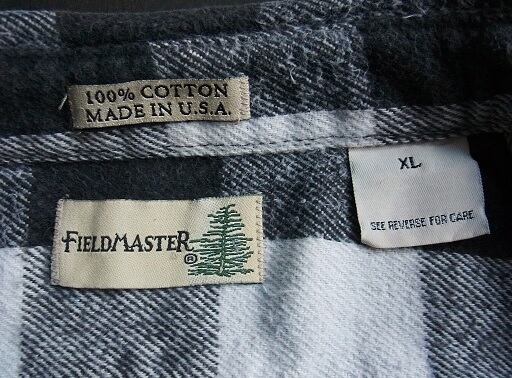 100% COTTON
MADE IN U.S.A.
XL
SEE REVERSE FOR CARE
FIELDMASTER
®